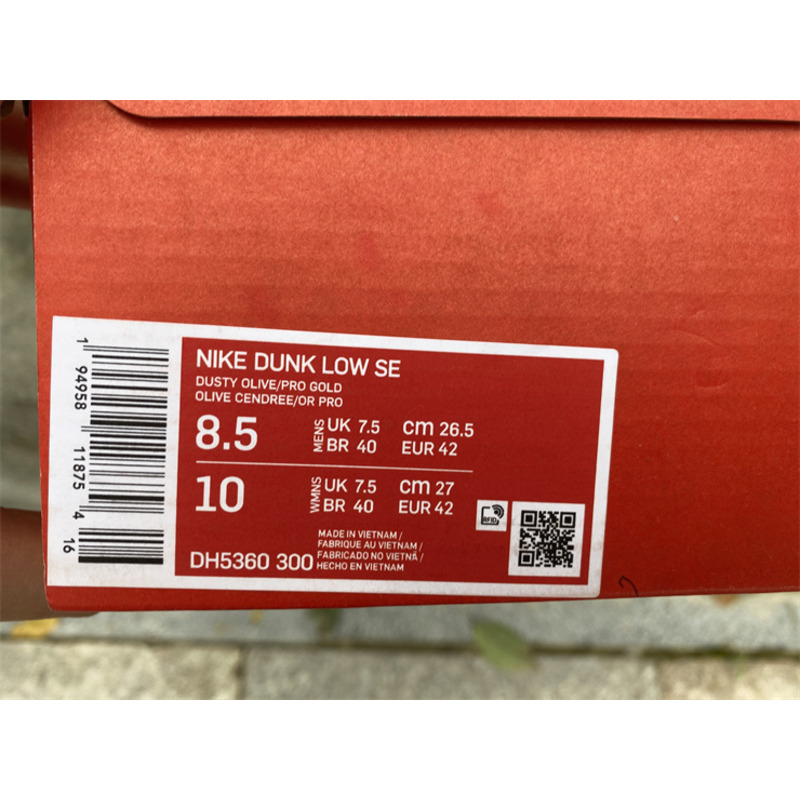 NIKE DUNK LOW SE
DUSTY OLIVE/PRO GOLD
OLIVE CENDREE/OR PRO
8.5 MENS UK 7.5 cm 26.5
BR 40 EUR 42
10 WMNS UK 7.5 cm 27
BR 40 EUR 42
RFID
MADE IN VIETNAM /
FABRIQUE AU VIETNAM /
FABRICADO NO VIETNÃ /
HECHO EN VIETNAM
DH5360 300
1 94958 11875 4 16